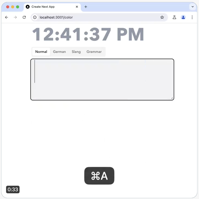 Create Next App
localhost:3001/color
12:41:37 PM
Normal German Slang Grammar
⌘A
0:33